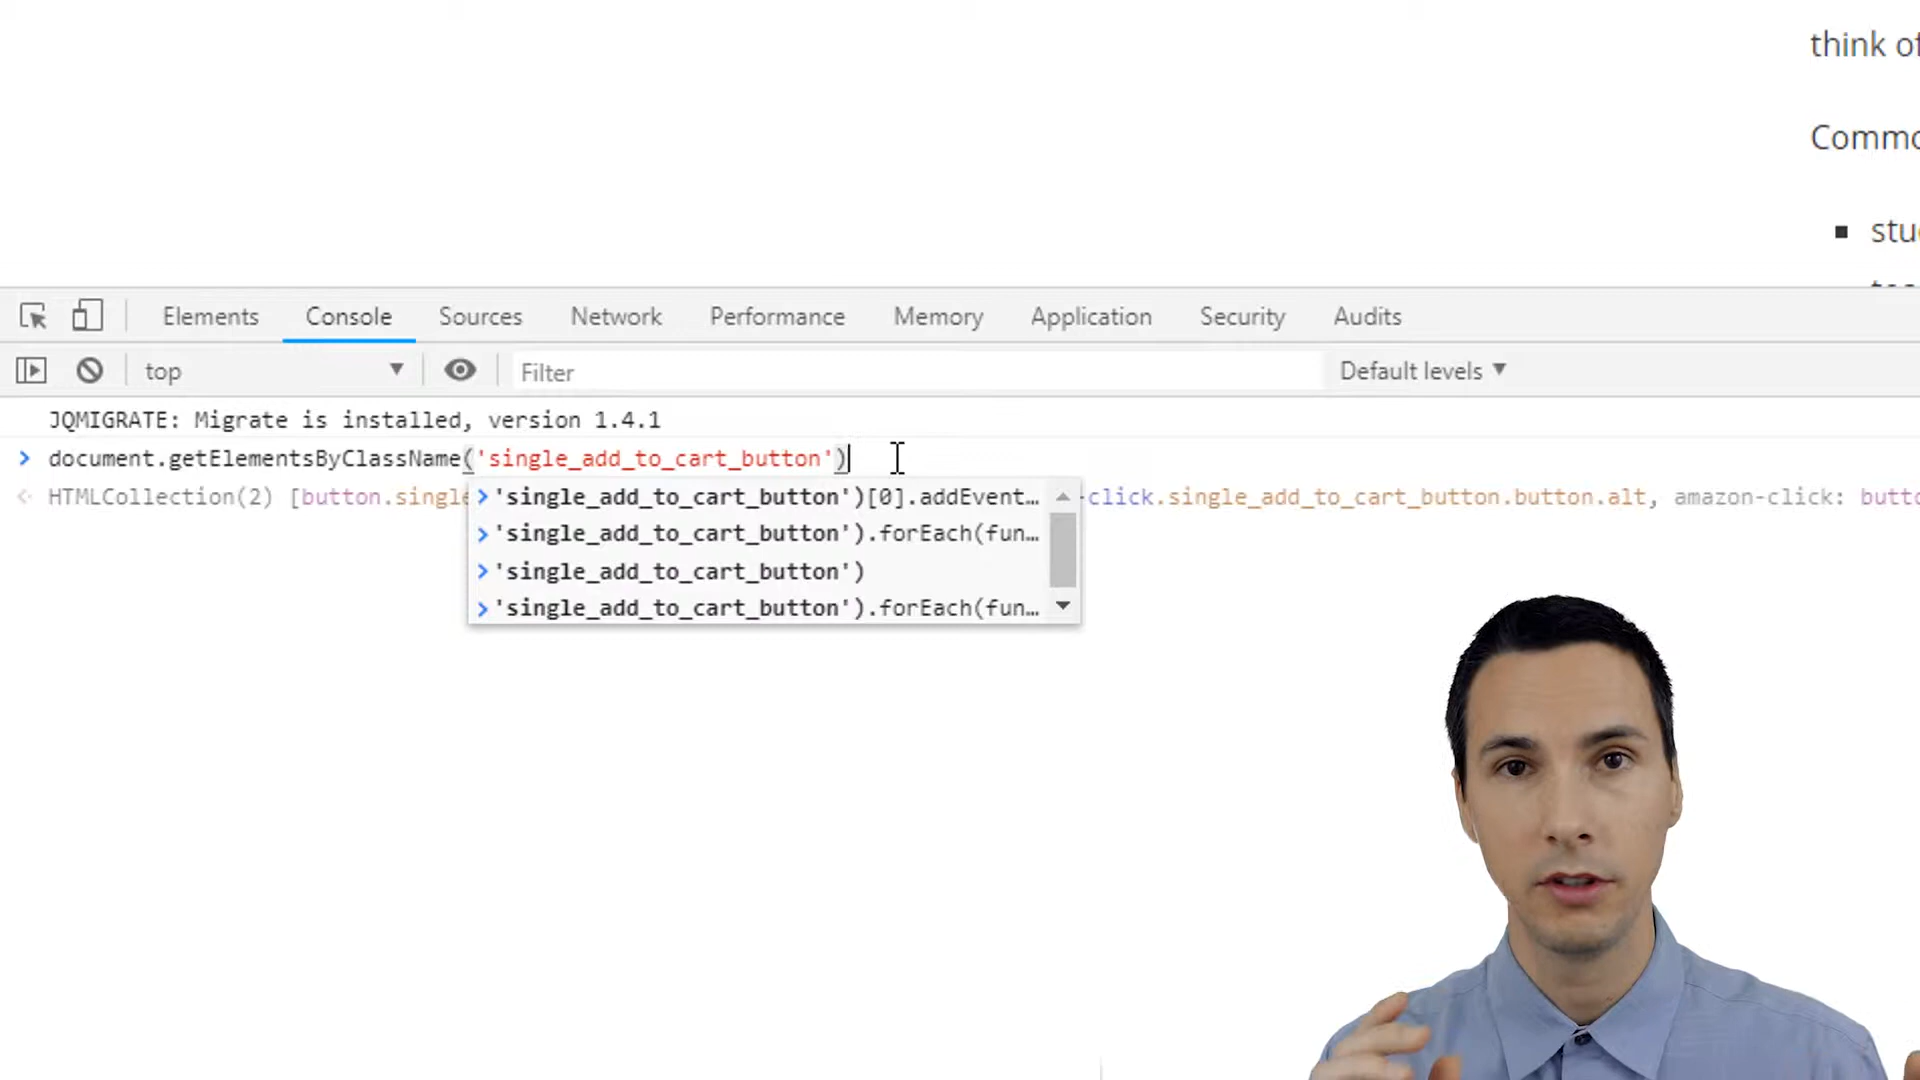 think of
Commo
stu
Elements Console Sources Network Performance Memory Application Security Audits
top Filter Default levels
JQMIGRATE: Migrate is installed, version 1.4.1
document.getElementsByClassName('single_add_to_cart_button')
HTMLCollection(2) [button.single -click.single_add_to_cart_button.button.alt, amazon-click: butto
'single_add_to_cart_button')[0].addEvent…
'single_add_to_cart_button').forEach(fun…
'single_add_to_cart_button')
'single_add_to_cart_button').forEach(fun…